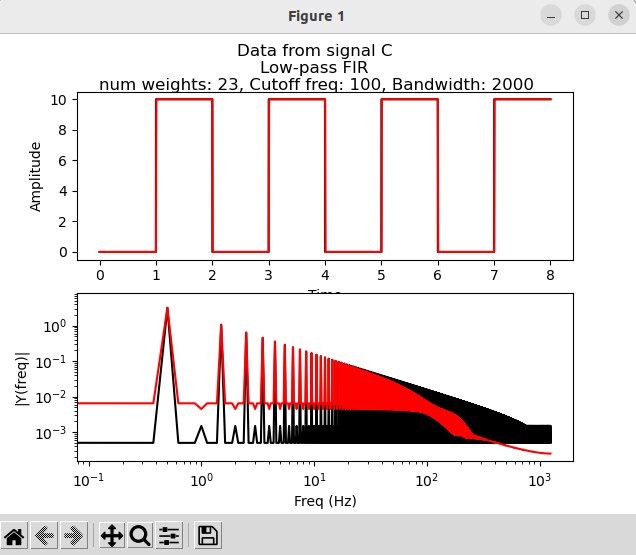 Figure 1
Data from signal C
Low-pass FIR
num weights: 23, Cutoff freq: 100, Bandwidth: 2000
10
8
6
4
2
0
Amplitude
0 1 2 3 4 5 6 7 8
Time
10⁰
10⁻¹
10⁻²
10⁻³
|Y(freq)|
10⁻¹ 10⁰ 10¹ 10² 10³
Freq (Hz)